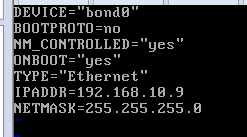 DEVICE="bond0"
BOOTPROTO=no
NM_CONTROLLED="yes"
ONBOOT="yes"
TYPE="Ethernet"
IPADDR=192.168.10.9
NETMASK=255.255.255.0
~